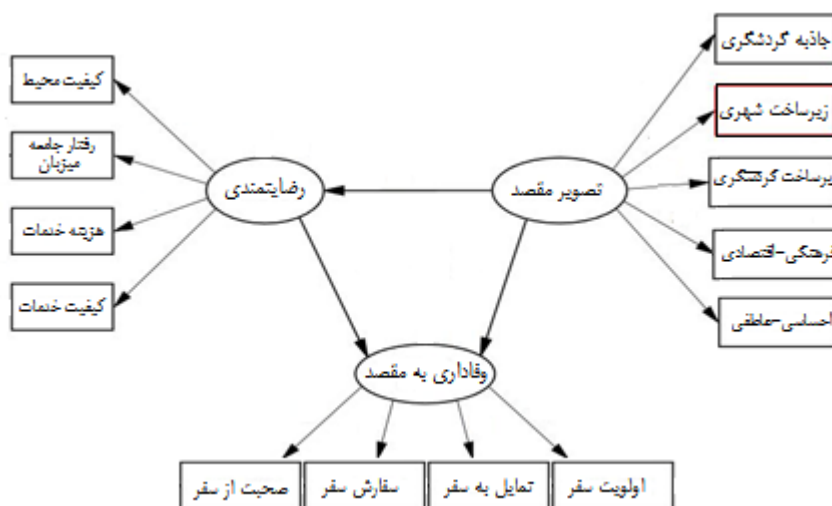 جاذبه گردشگری
زیرساخت شهری
زیرساخت گردشگری
فرهنگی-اقتصادی
احساسی-عاطفی
تصویر مقصد
رضایتمندی
کیفیت محیط
رفتار جامعه
میزبان
هزینه خدمات
کیفیت خدمات
وفاداری به مقصد
اولویت سفر
تمایل به سفر
سفارش سفر
صحبت از سفر